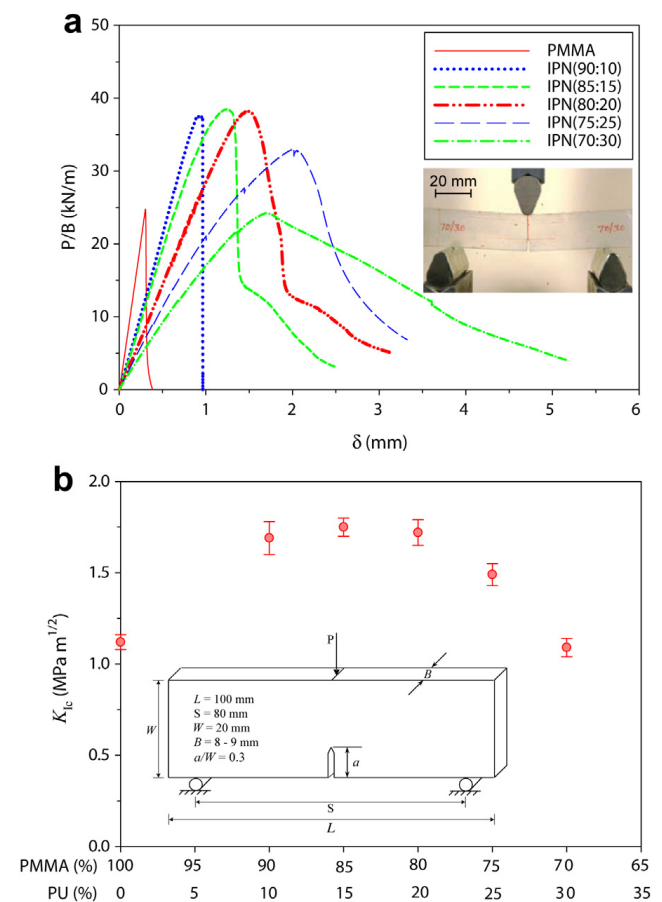 a
50
40
30
20
10
0
P/B (kN/m)
PMMA
IPN(90:10)
IPN(85:15)
IPN(80:20)
IPN(75:25)
IPN(70:30)
20 mm
70/30
70/30
0 1 2 3 4 5 6
δ (mm)
b
2.0
1.5
1.0
0.5
0.0
K_Ic (MPa m^1/2)
P
B
L = 100 mm
S = 80 mm
W = 20 mm
B = 8 - 9 mm
a/W = 0.3
W
a
S
L
PMMA (%) 100 95 90 85 80 75 70 65
PU (%) 0 5 10 15 20 25 30 35